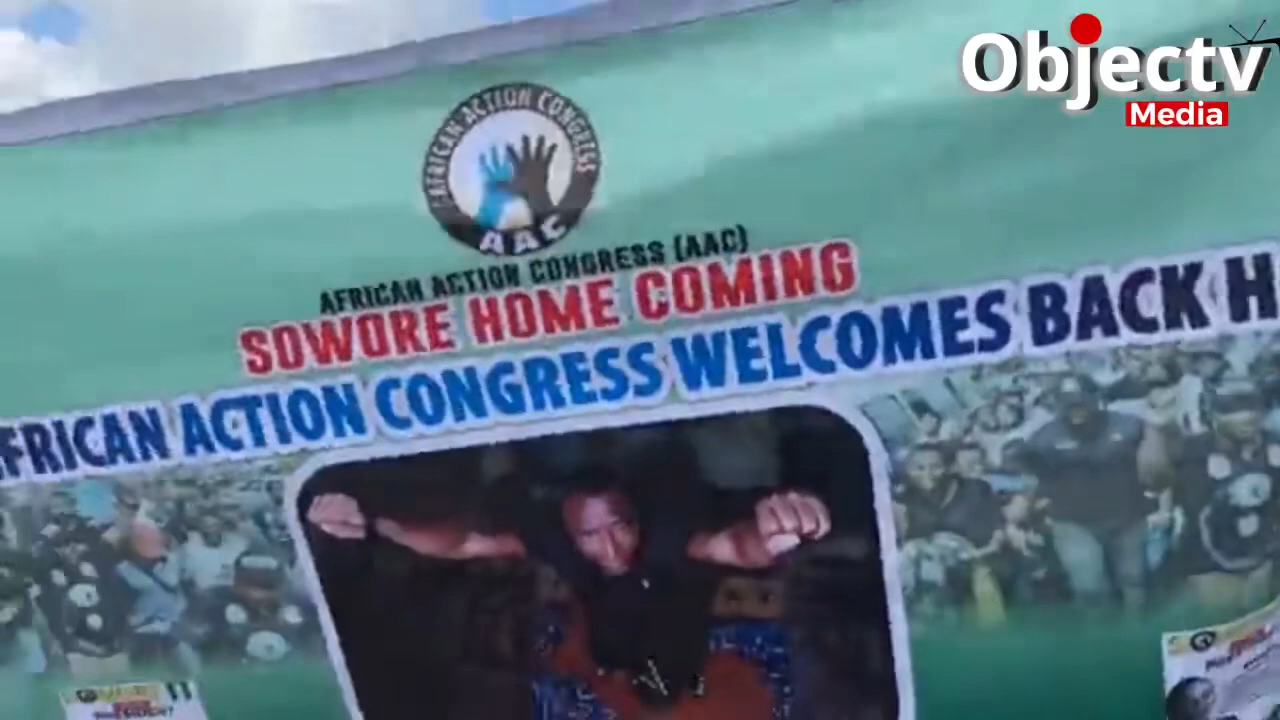 Objectv
Media
AFRICAN ACTION CONGRESS
AAC
AFRICAN ACTION CONGRESS (AAC)
SOWORE HOME COMING
FRICAN ACTION CONGRESS WELCOMES BACK H